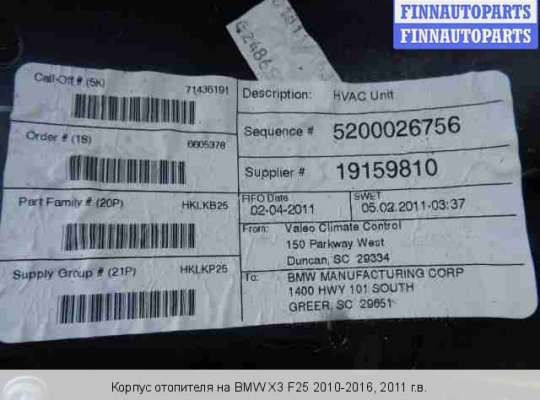 FINNAUTOPARTS
FINNAUTOPARTS
Call-Off # (5K)
71436191
Order # (1S)
6605378
Part Family # (20P)
HKLKB25
Supply Group # (21P)
HKLKP25
Description: HVAC Unit
Sequence # 5200026756
Supplier # 19159810
FIFO Date
02-04-2011
SWET
05.02.2011-03:37
From: Valeo Climate Control
150 Parkway West
Duncan, SC 29334
To: BMW MANUFACTURING CORP
1400 HWY 101 SOUTH
GREER, SC 29651
Корпус отопителя на BMW X3 F25 2010-2016, 2011 г.в.